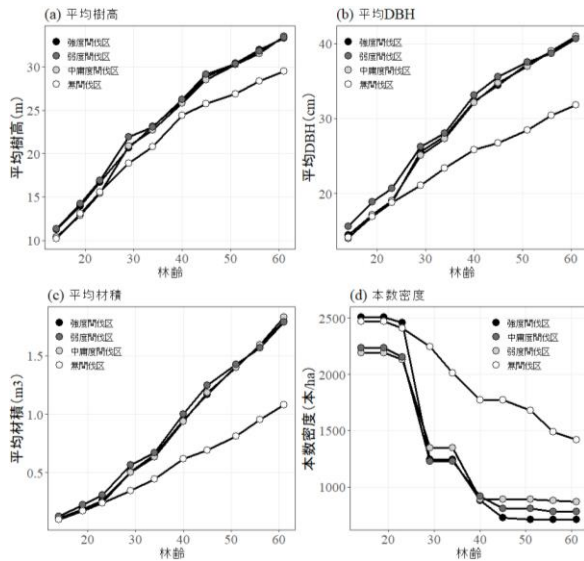 (a) 平均樹高
強度間伐区
弱度間伐区
中庸度間伐区
無間伐区
30
25
20
15
10
平均樹高(m)
20
30
40
50
60
林齢
(b) 平均DBH
強度間伐区
弱度間伐区
中庸度間伐区
無間伐区
40
30
20
平均DBH(cm)
20
30
40
50
60
林齢
(c) 平均材積
強度間伐区
弱度間伐区
中庸度間伐区
無間伐区
1.5
1.0
0.5
平均材積(m3)
20
30
40
50
60
林齢
(d) 本数密度
強度間伐区
中庸度間伐区
弱度間伐区
無間伐区
2500
2000
1500
1000
本数密度(本/ha)
20
30
40
50
60
林齢